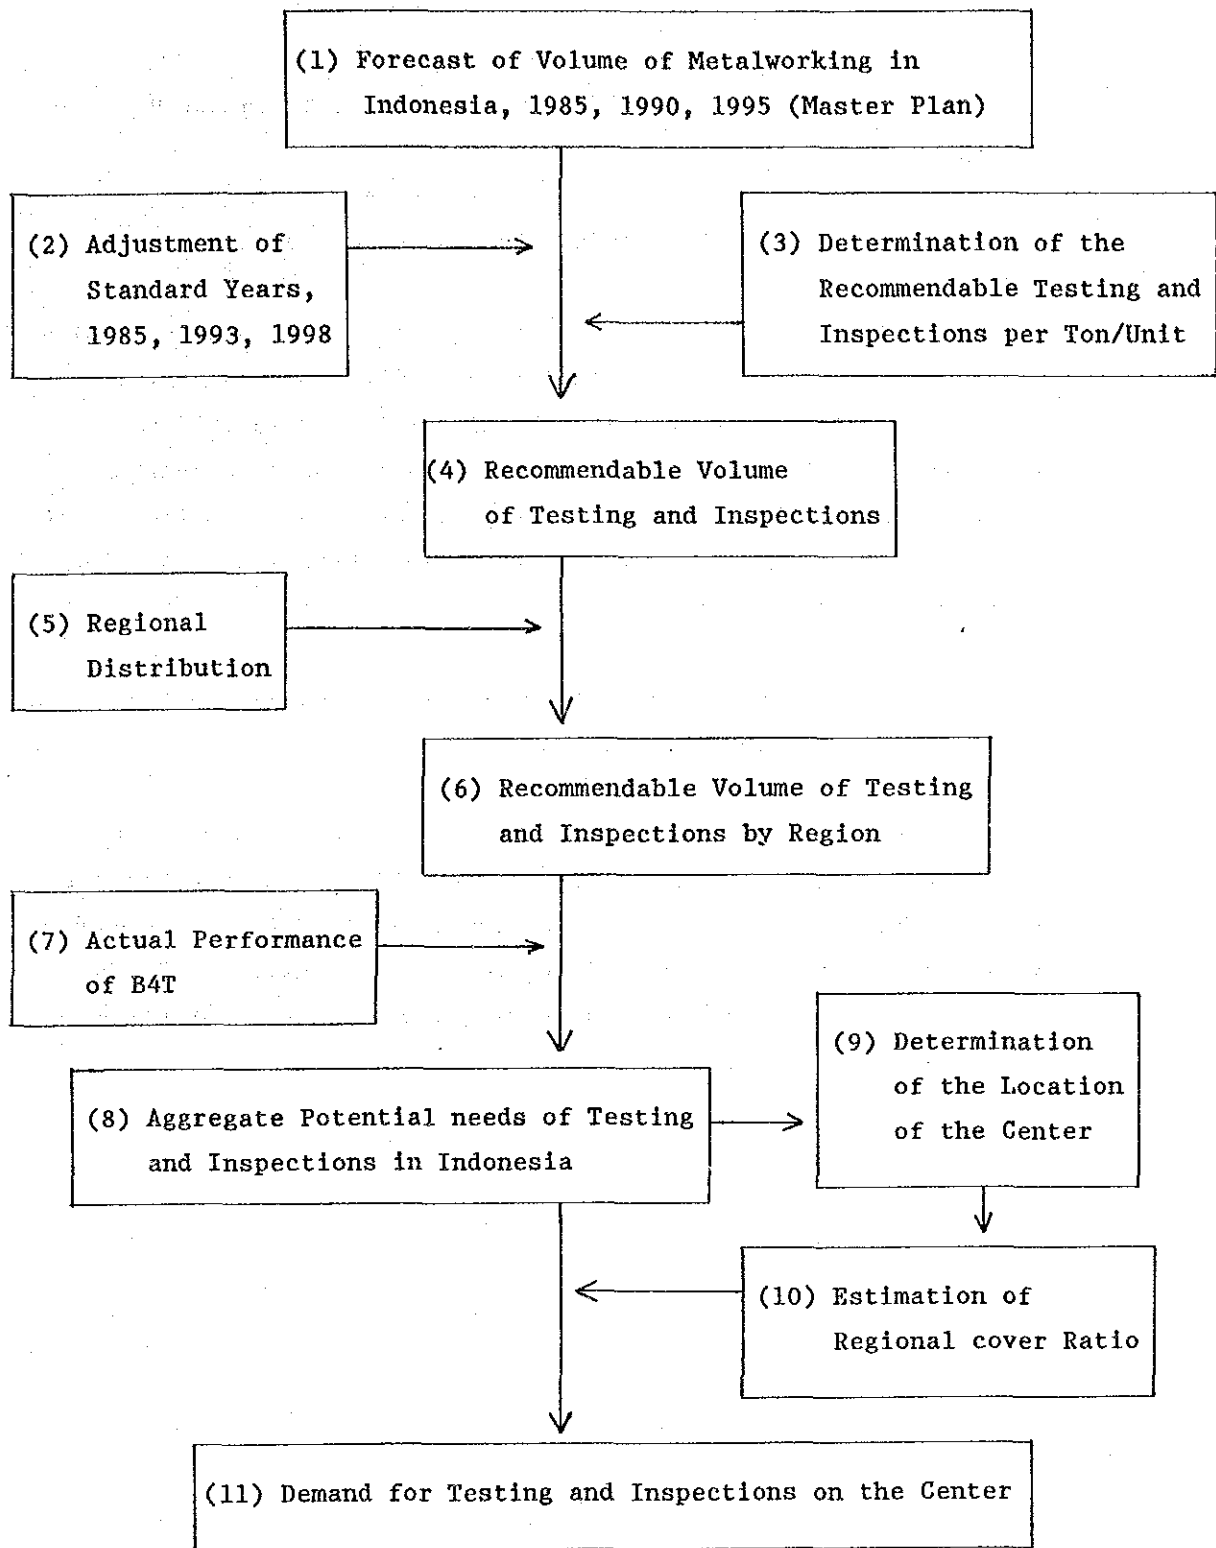 (1) Forecast of Volume of Metalworking in
Indonesia, 1985, 1990, 1995 (Master Plan)
(2) Adjustment of
Standard Years,
1985, 1993, 1998
(3) Determination of the
Recommendable Testing and
Inspections per Ton/Unit
(4) Recommendable Volume
of Testing and Inspections
(5) Regional
Distribution
(6) Recommendable Volume of Testing
and Inspections by Region
(7) Actual Performance
of B4T
(8) Aggregate Potential needs of Testing
and Inspections in Indonesia
(9) Determination
of the Location
of the Center
(10) Estimation of
Regional cover Ratio
(11) Demand for Testing and Inspections on the Center